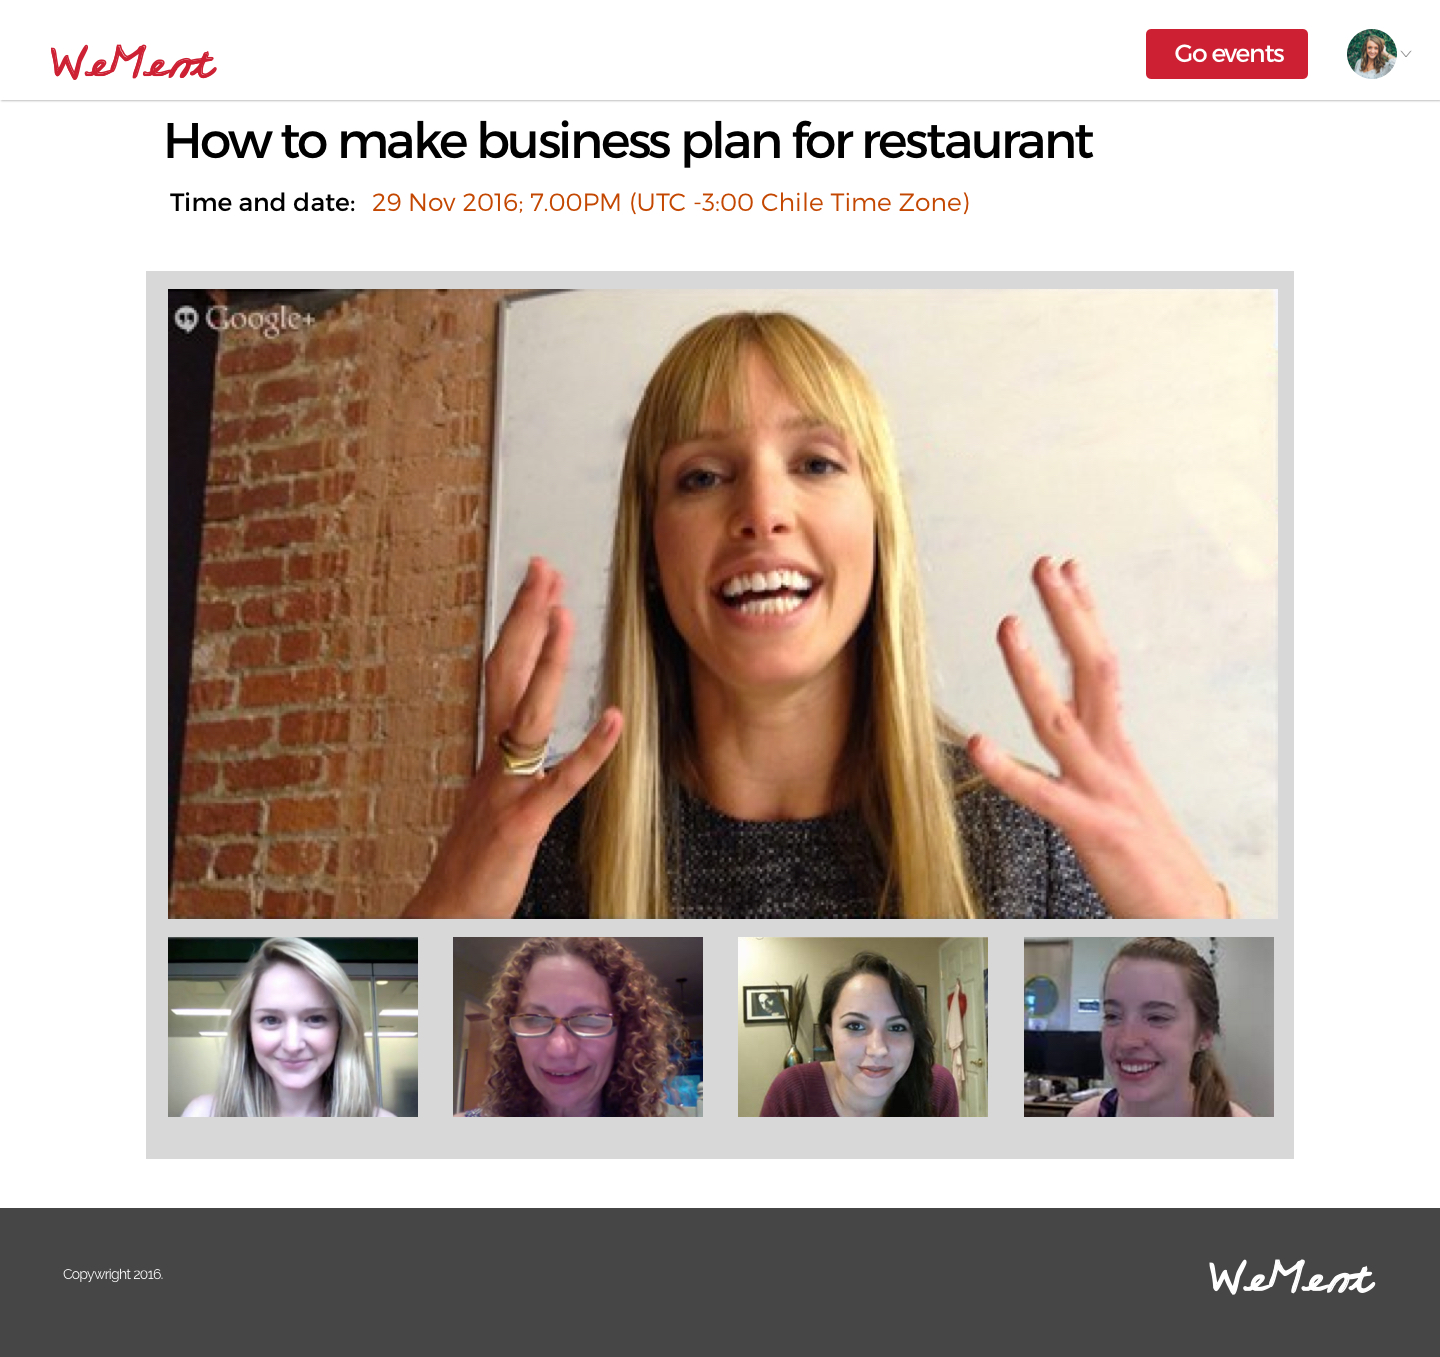 WeMent
Go events
How to make business plan for restaurant
Time and date: 29 Nov 2016; 7.00PM (UTC -3:00 Chile Time Zone)
Google+
Copywright 2016.
WeMent